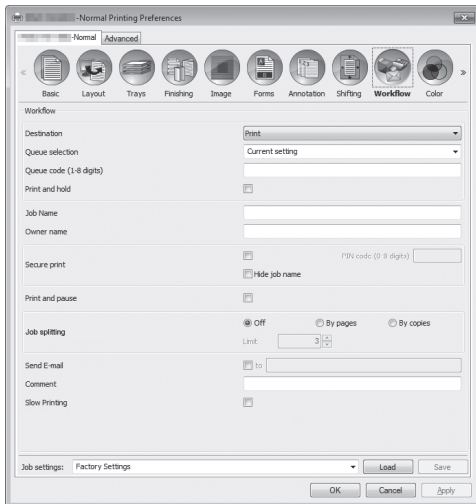 -Normal Printing Preferences
-Normal Advanced
Basic Layout Trays Finishing Image Forms Annotation Shifting Workflow Color
Workflow
Destination Print
Queue selection Current setting
Queue code (1-8 digits)
Print and hold
Job Name
Owner name
Secure print PIN code (0-8 digits)
Hide job name
Print and pause
Job splitting Off By pages By copies
Limit 3
Send E-mail to
Comment
Slow Printing
Job settings: Factory Settings Load Save
OK Cancel Apply